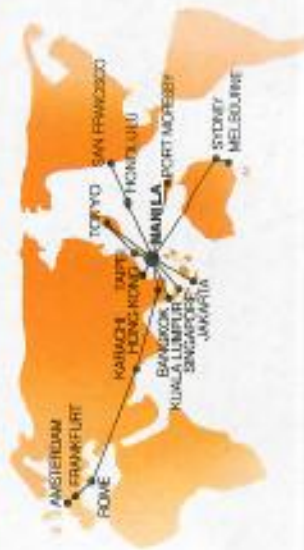 AMSTERDAM
FRANKFURT
ROME
KARACHI
HONG KONG
TAIPEI
BANGKOK
KUALA LUMPUR
SINGAPORE
JAKARTA
MANILA
TOKYO
SAN FRANCISCO
HONOLULU
PORT MORESBY
SYDNEY
MELBOURNE